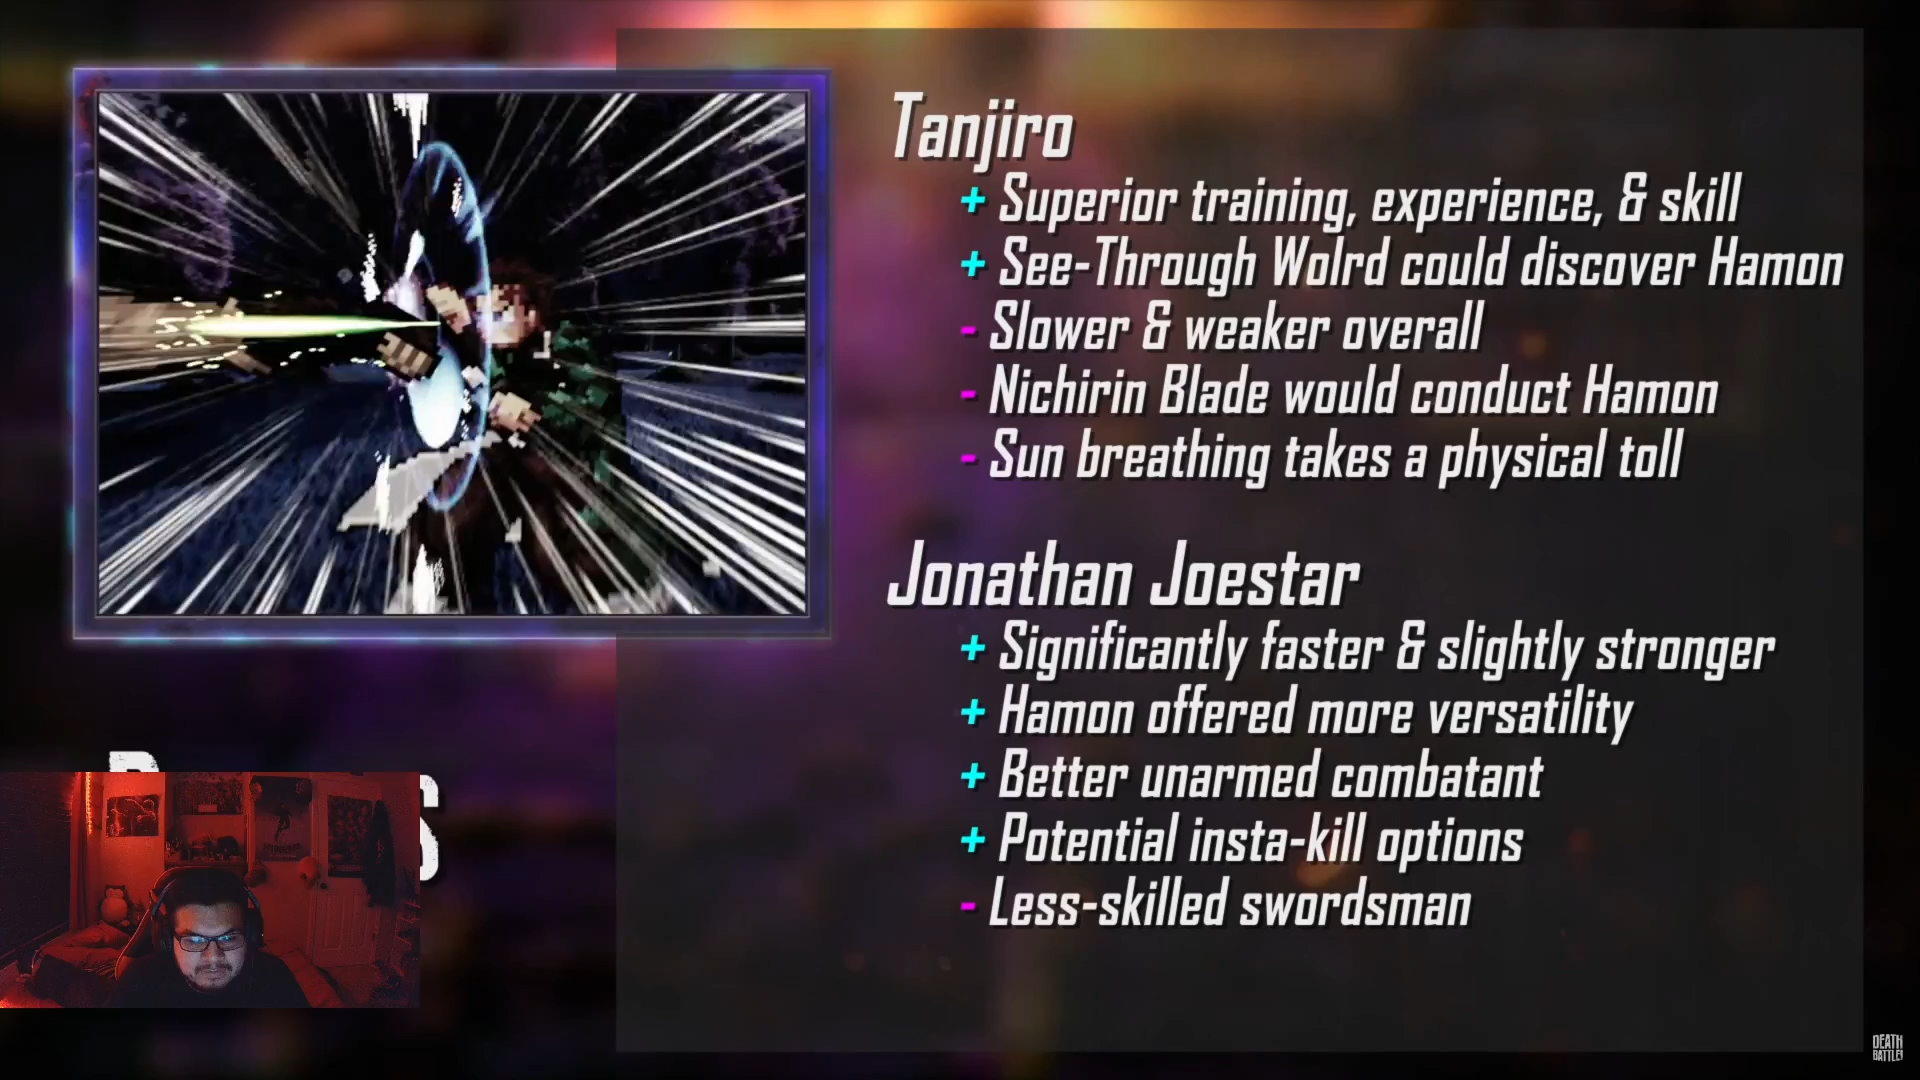 Tanjiro
+ Superior training, experience, & skill
+ See-Through Wolrd could discover Hamon
- Slower & weaker overall
- Nichirin Blade would conduct Hamon
- Sun breathing takes a physical toll
Jonathan Joestar
+ Significantly faster & slightly stronger
+ Hamon offered more versatility
+ Better unarmed combatant
+ Potential insta-kill options
- Less-skilled swordsman
DEATH
BATTLE!